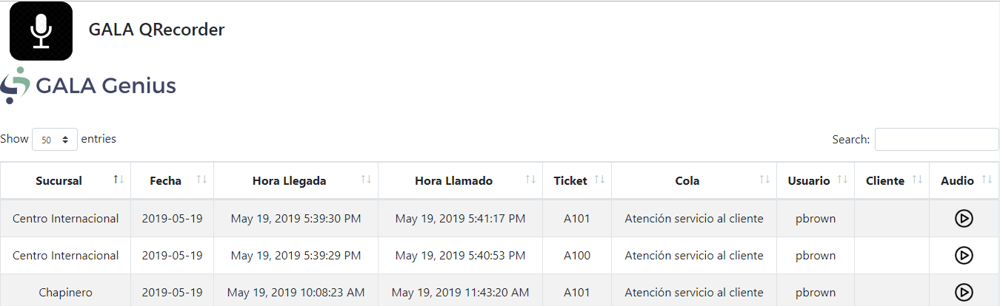 GALA QRecorder
GALA Genius
Show 50 entries Search:
Sucursal Fecha Hora Llegada Hora Llamado Ticket Cola Usuario Cliente Audio
Centro Internacional 2019-05-19 May 19, 2019 5:39:30 PM May 19, 2019 5:41:17 PM A101 Atención servicio al cliente pbrown
Centro Internacional 2019-05-19 May 19, 2019 5:39:29 PM May 19, 2019 5:40:53 PM A100 Atención servicio al cliente pbrown
Chapinero 2019-05-19 May 19, 2019 10:08:23 AM May 19, 2019 11:43:20 AM A101 Atención servicio al cliente pbrown